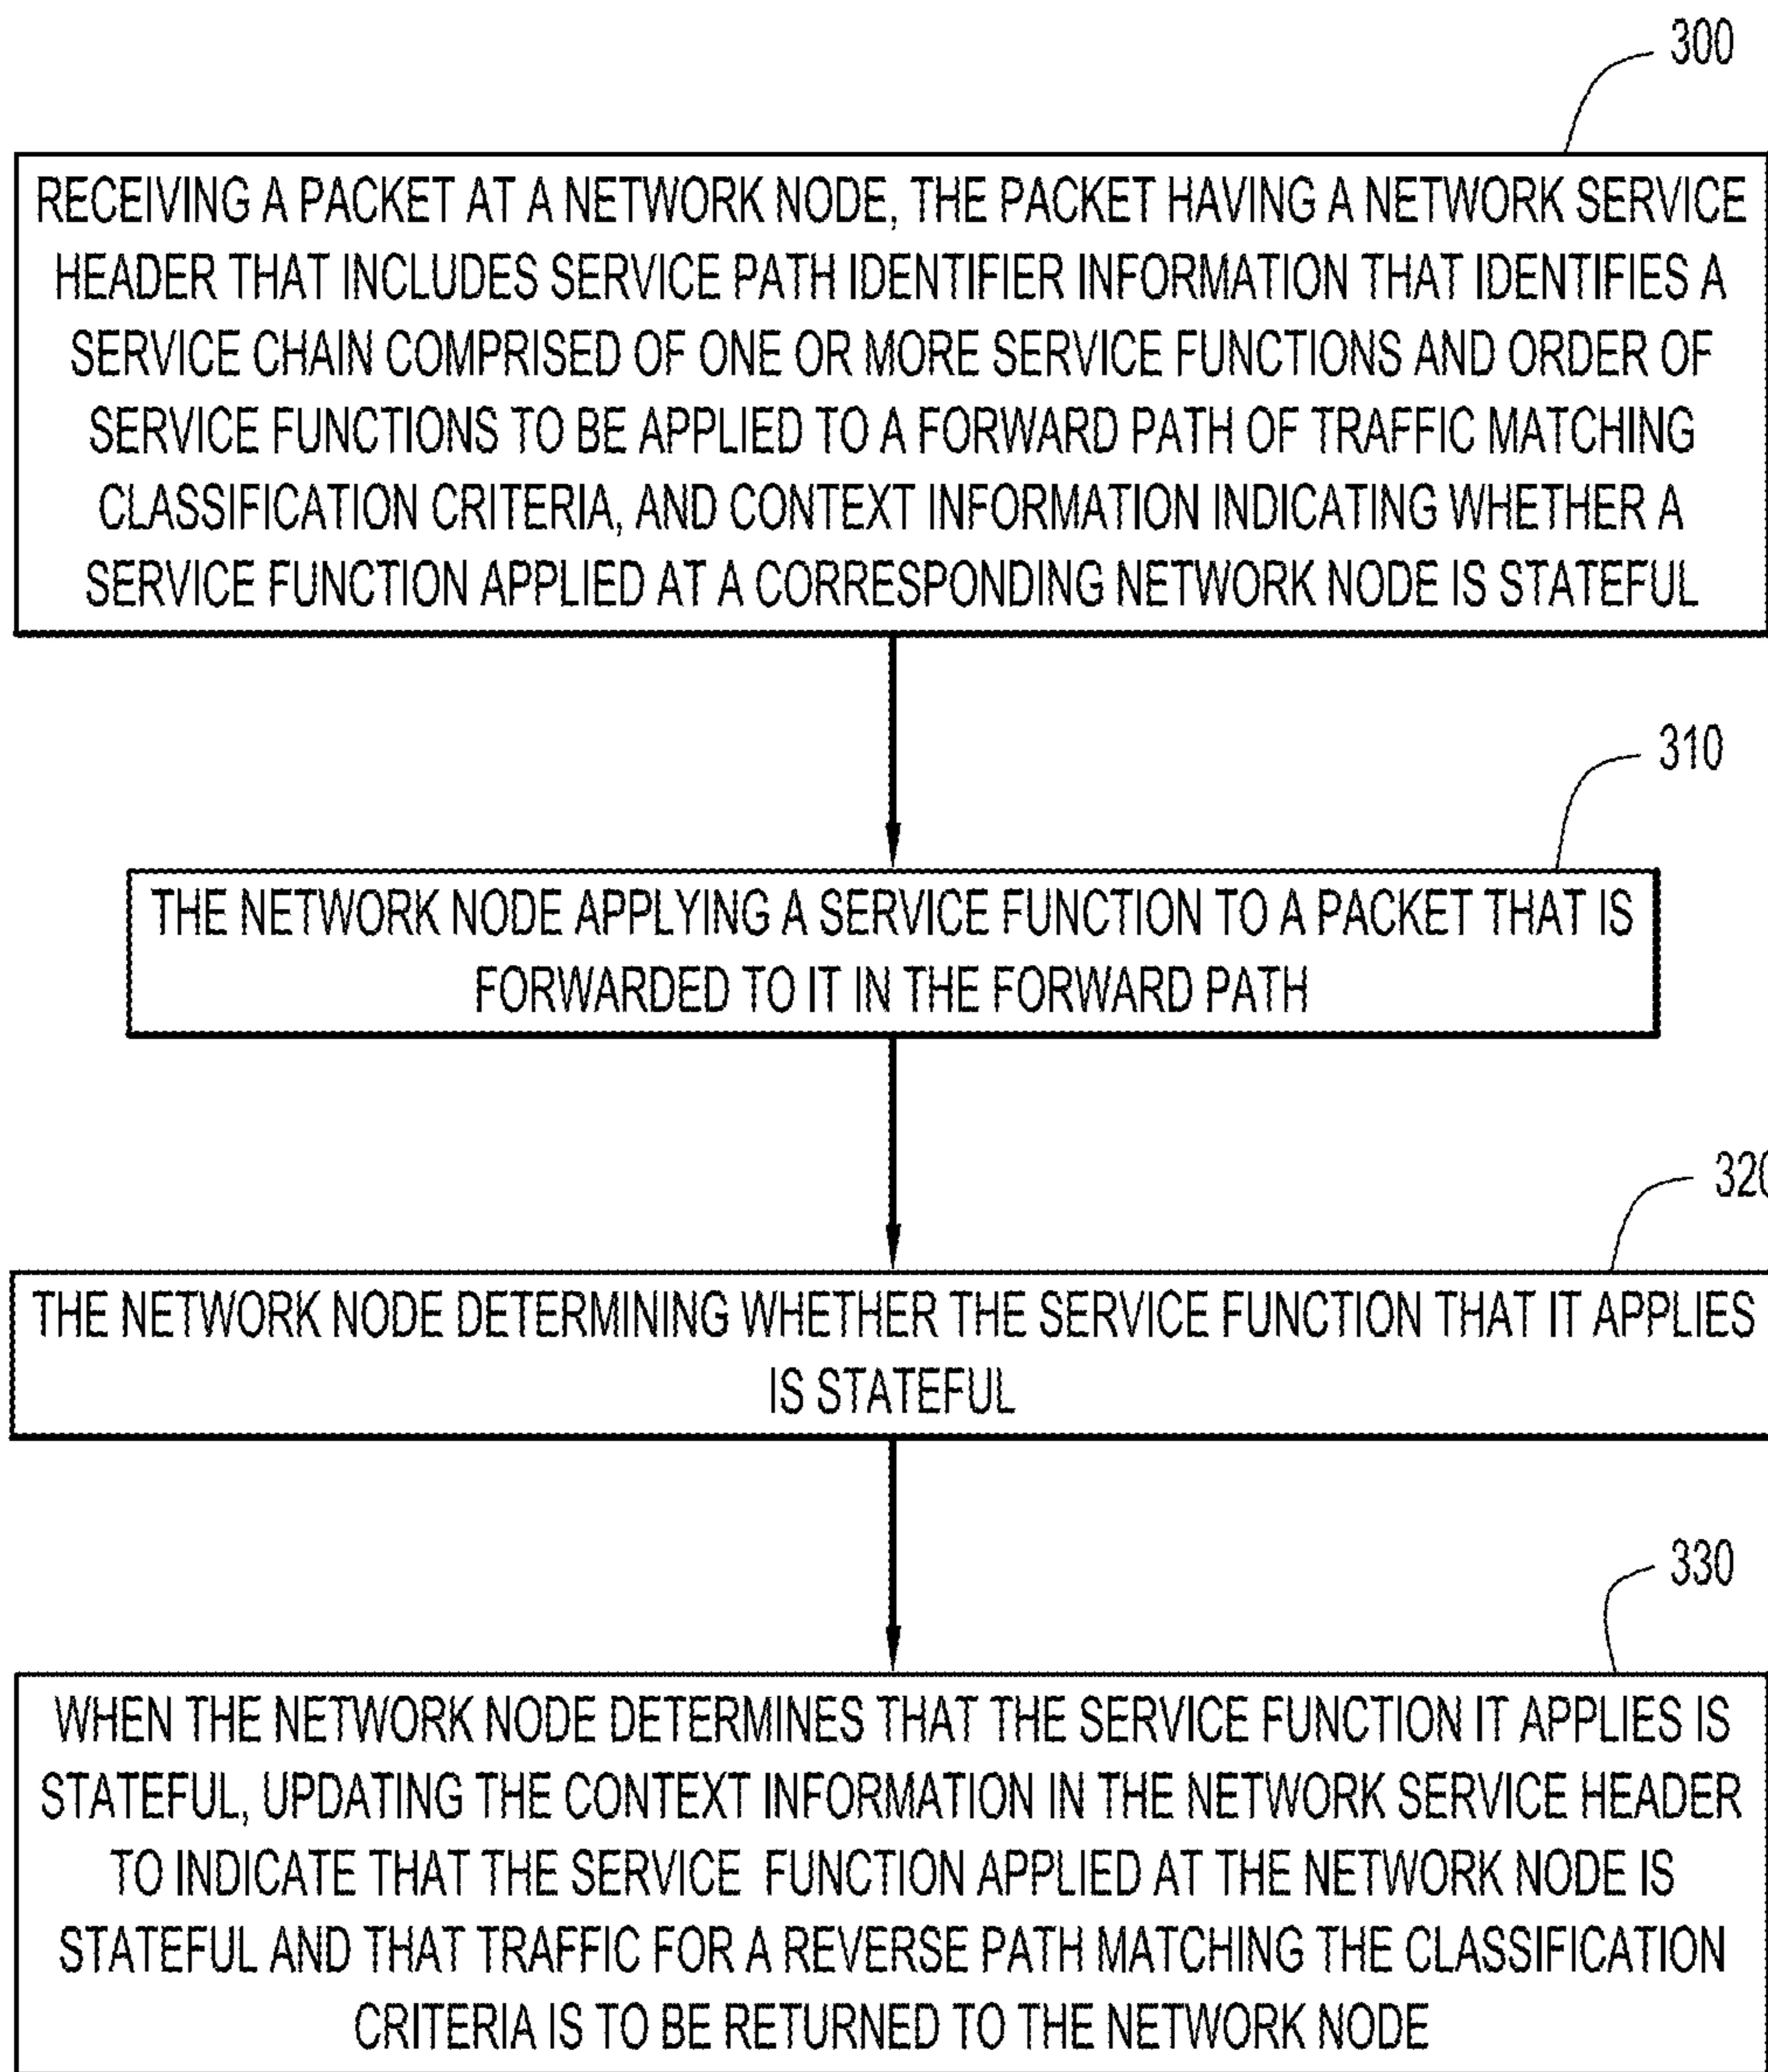 300
RECEIVING A PACKET AT A NETWORK NODE, THE PACKET HAVING A NETWORK SERVICE
HEADER THAT INCLUDES SERVICE PATH IDENTIFIER INFORMATION THAT IDENTIFIES A
SERVICE CHAIN COMPRISED OF ONE OR MORE SERVICE FUNCTIONS AND ORDER OF
SERVICE FUNCTIONS TO BE APPLIED TO A FORWARD PATH OF TRAFFIC MATCHING
CLASSIFICATION CRITERIA, AND CONTEXT INFORMATION INDICATING WHETHER A
SERVICE FUNCTION APPLIED AT A CORRESPONDING NETWORK NODE IS STATEFUL
310
THE NETWORK NODE APPLYING A SERVICE FUNCTION TO A PACKET THAT IS
FORWARDED TO IT IN THE FORWARD PATH
320
THE NETWORK NODE DETERMINING WHETHER THE SERVICE FUNCTION THAT IT APPLIES
IS STATEFUL
330
WHEN THE NETWORK NODE DETERMINES THAT THE SERVICE FUNCTION IT APPLIES IS
STATEFUL, UPDATING THE CONTEXT INFORMATION IN THE NETWORK SERVICE HEADER
TO INDICATE THAT THE SERVICE FUNCTION APPLIED AT THE NETWORK NODE IS
STATEFUL AND THAT TRAFFIC FOR A REVERSE PATH MATCHING THE CLASSIFICATION
CRITERIA IS TO BE RETURNED TO THE NETWORK NODE